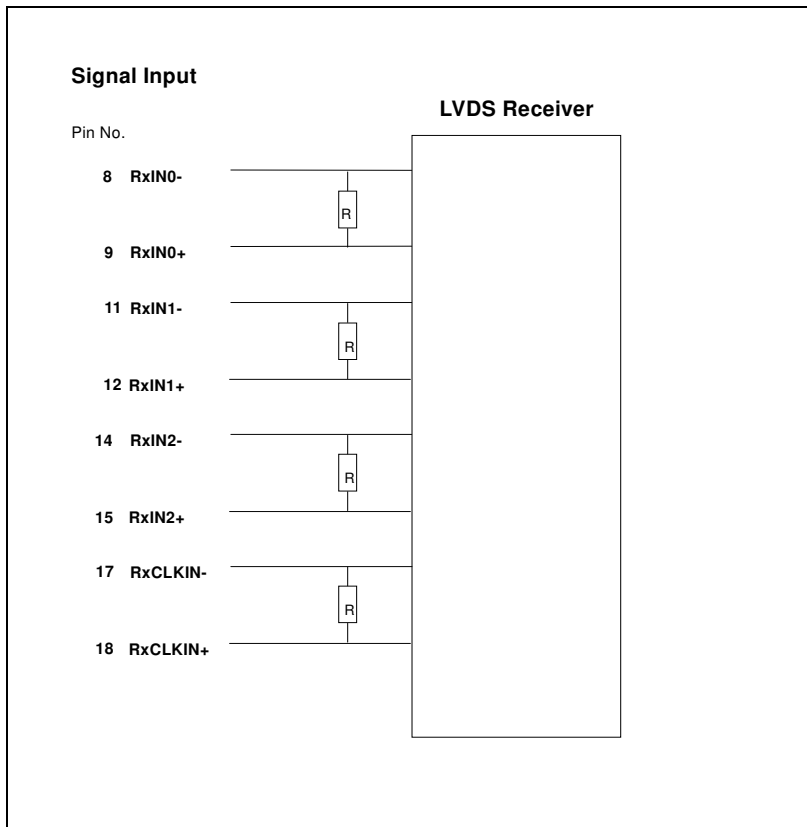 Signal Input
LVDS Receiver
Pin No.
8 RxIN0-
R
9 RxIN0+
11 RxIN1-
R
12 RxIN1+
14 RxIN2-
R
15 RxIN2+
17 RxCLKIN-
R
18 RxCLKIN+